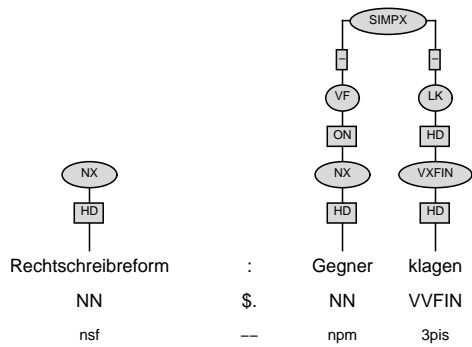 SIMPX
– –
VF LK
ON HD
NX NX VXFIN
HD HD HD
Rechtschreibreform : Gegner klagen
NN $. NN VVFIN
nsf –– npm 3pis